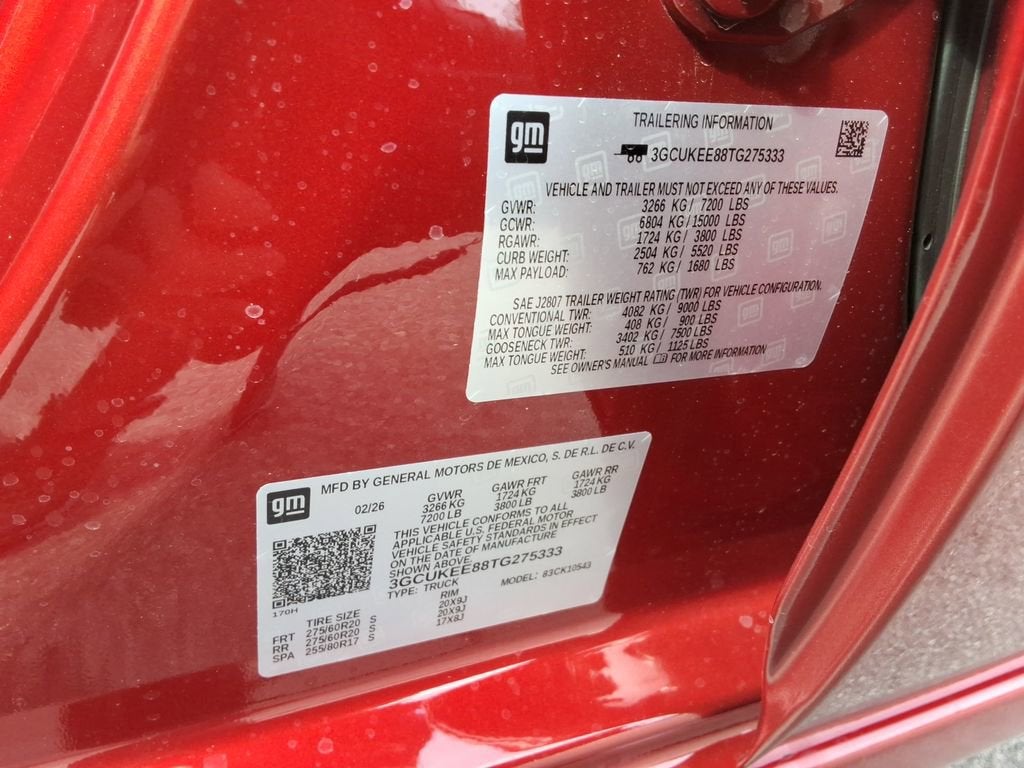 gm
TRAILERING INFORMATION
3GCUKEE88TG275333
VEHICLE AND TRAILER MUST NOT EXCEED ANY OF THESE VALUES.
GVWR: 3266 KG / 7200 LBS
GCWR: 6804 KG / 15000 LBS
RGAWR: 1724 KG / 3800 LBS
CURB WEIGHT: 2504 KG / 5520 LBS
MAX PAYLOAD: 762 KG / 1680 LBS
SAE J2807 TRAILER WEIGHT RATING (TWR) FOR VEHICLE CONFIGURATION.
CONVENTIONAL TWR: 4082 KG / 9000 LBS
MAX TONGUE WEIGHT: 408 KG / 900 LBS
GOOSENECK TWR: 3402 KG / 7500 LBS
MAX TONGUE WEIGHT: 510 KG / 1125 LBS
SEE OWNER'S MANUAL FOR MORE INFORMATION
gm
MFD BY GENERAL MOTORS DE MEXICO, S. DE R.L. DE C.V.
02/26 GVWR GAWR FRT GAWR RR
3266 KG 1724 KG 1724 KG
7200 LB 3800 LB 3800 LB
THIS VEHICLE CONFORMS TO ALL
APPLICABLE U.S. FEDERAL MOTOR
VEHICLE SAFETY STANDARDS IN EFFECT
ON THE DATE OF MANUFACTURE
SHOWN ABOVE.
3GCUKEE88TG275333
TYPE: TRUCK MODEL: 83CK10543
170H
TIRE SIZE RIM
FRT 275/60R20 S 20X9J
RR 275/60R20 S 20X9J
SPA 255/80R17 S 17X8J